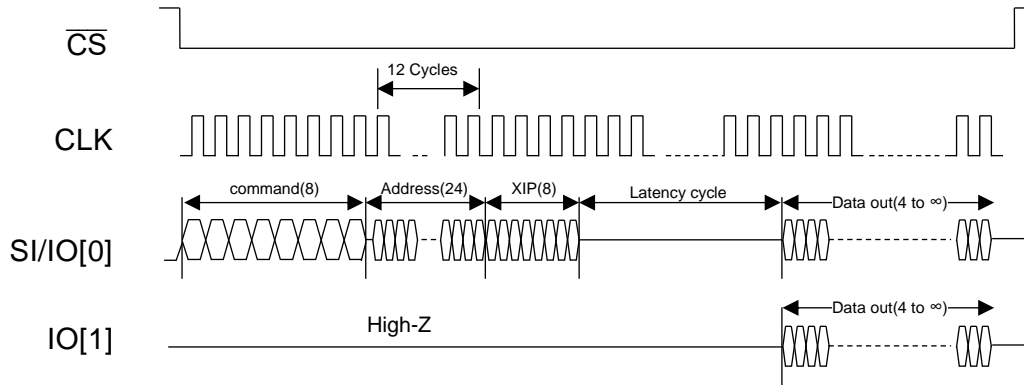 CS
12 Cycles
CLK
command(8) Address(24) XIP(8) Latency cycle Data out(4 to ∞)
SI/IO[0]
Data out(4 to ∞)
High-Z
IO[1]